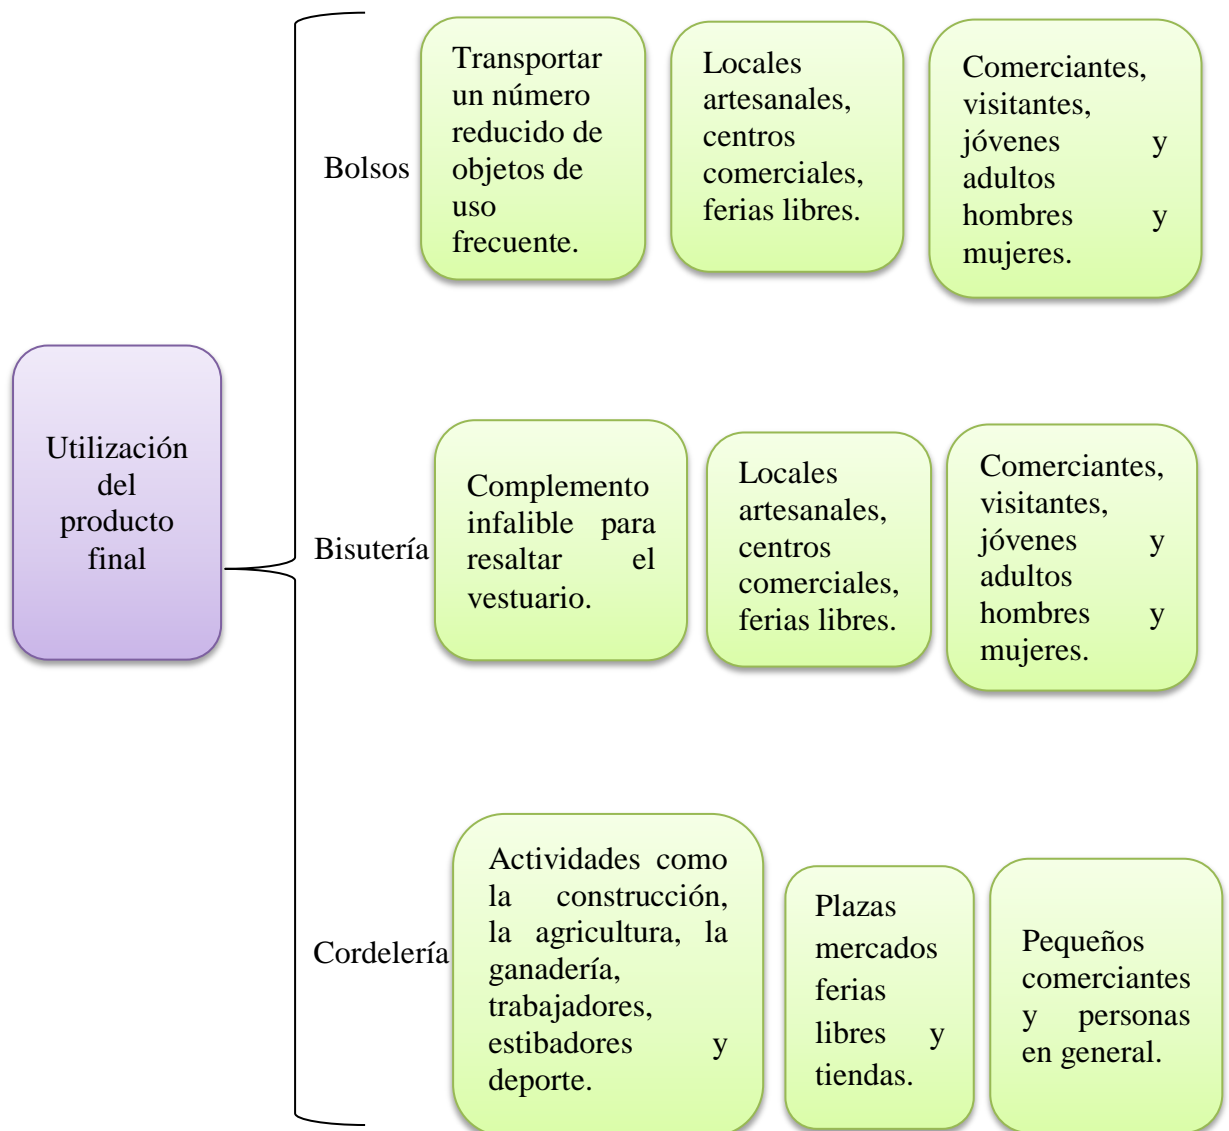 Utilización
del
producto
final
Bolsos
Transportar
un número
reducido de
objetos de
uso
frecuente.
Locales
artesanales,
centros
comerciales,
ferias libres.
Comerciantes,
visitantes,
jóvenes y
adultos
hombres y
mujeres.
Bisutería
Complemento
infalible para
resaltar el
vestuario.
Locales
artesanales,
centros
comerciales,
ferias libres.
Comerciantes,
visitantes,
jóvenes y
adultos
hombres y
mujeres.
Cordelería
Actividades como
la construcción,
la agricultura, la
ganadería,
trabajadores,
estibadores y
deporte.
Plazas
mercados
ferias
libres y
tiendas.
Pequeños
comerciantes
y personas
en general.